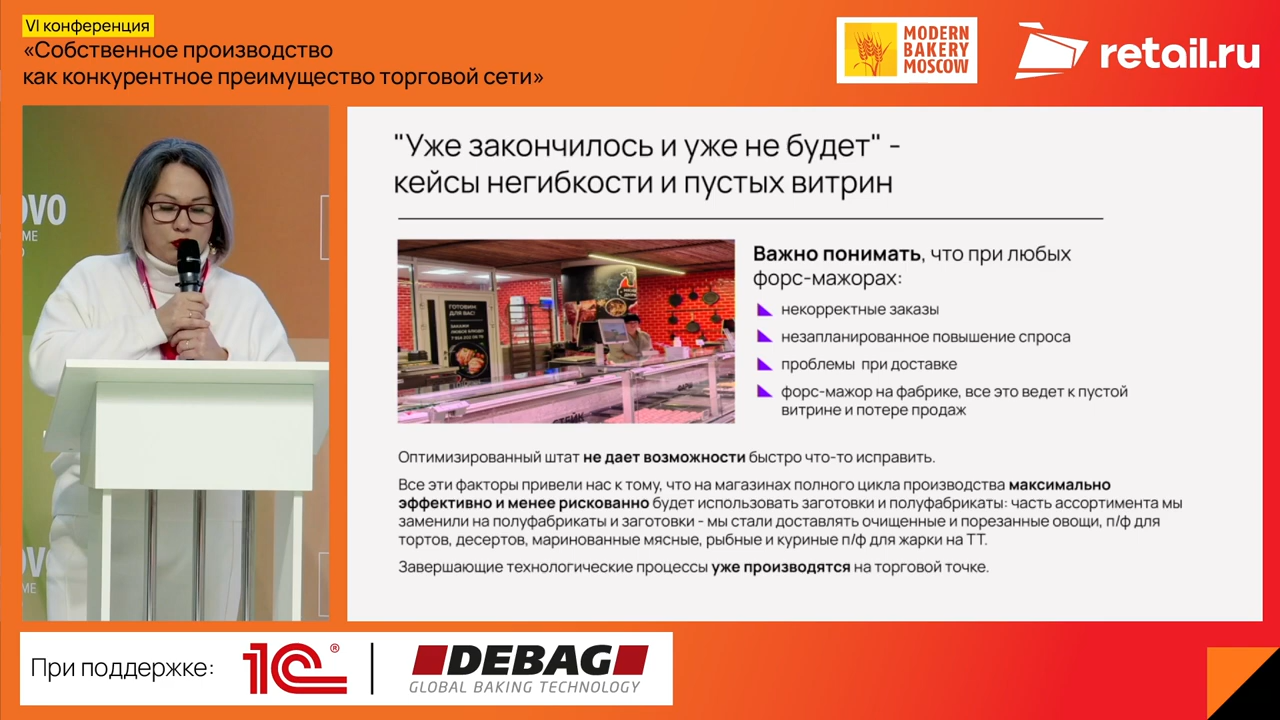 VI конференция
«Собственное производство
как конкурентное преимущество торговой сети»
MODERN
BAKERY
MOSCOW
retail.ru
OVO
ME
"Уже закончилось и уже не будет" -
кейсы негибкости и пустых витрин
ГОТОВИМ
ДЛЯ ВАС!
Важно понимать, что при любых
форс-мажорах:
некорректные заказы
незапланированное повышение спроса
проблемы при доставке
форс-мажор на фабрике, все это ведет к пустой
витрине и потере продаж
Оптимизированный штат не дает возможности быстро что-то исправить.
Все эти факторы привели нас к тому, что на магазинах полного цикла производства максимально
эффективно и менее рискованно будет использовать заготовки и полуфабрикаты: часть ассортимента мы
заменили на полуфабрикаты и заготовки - мы стали доставлять очищенные и порезанные овощи, п/ф для
тортов, десертов, маринованные мясные, рыбные и куриные п/ф для жарки на ТТ.
Завершающие технологические процессы уже производятся на торговой точке.
При поддержке:
1С®
DEBAG
GLOBAL BAKING TECHNOLOGY